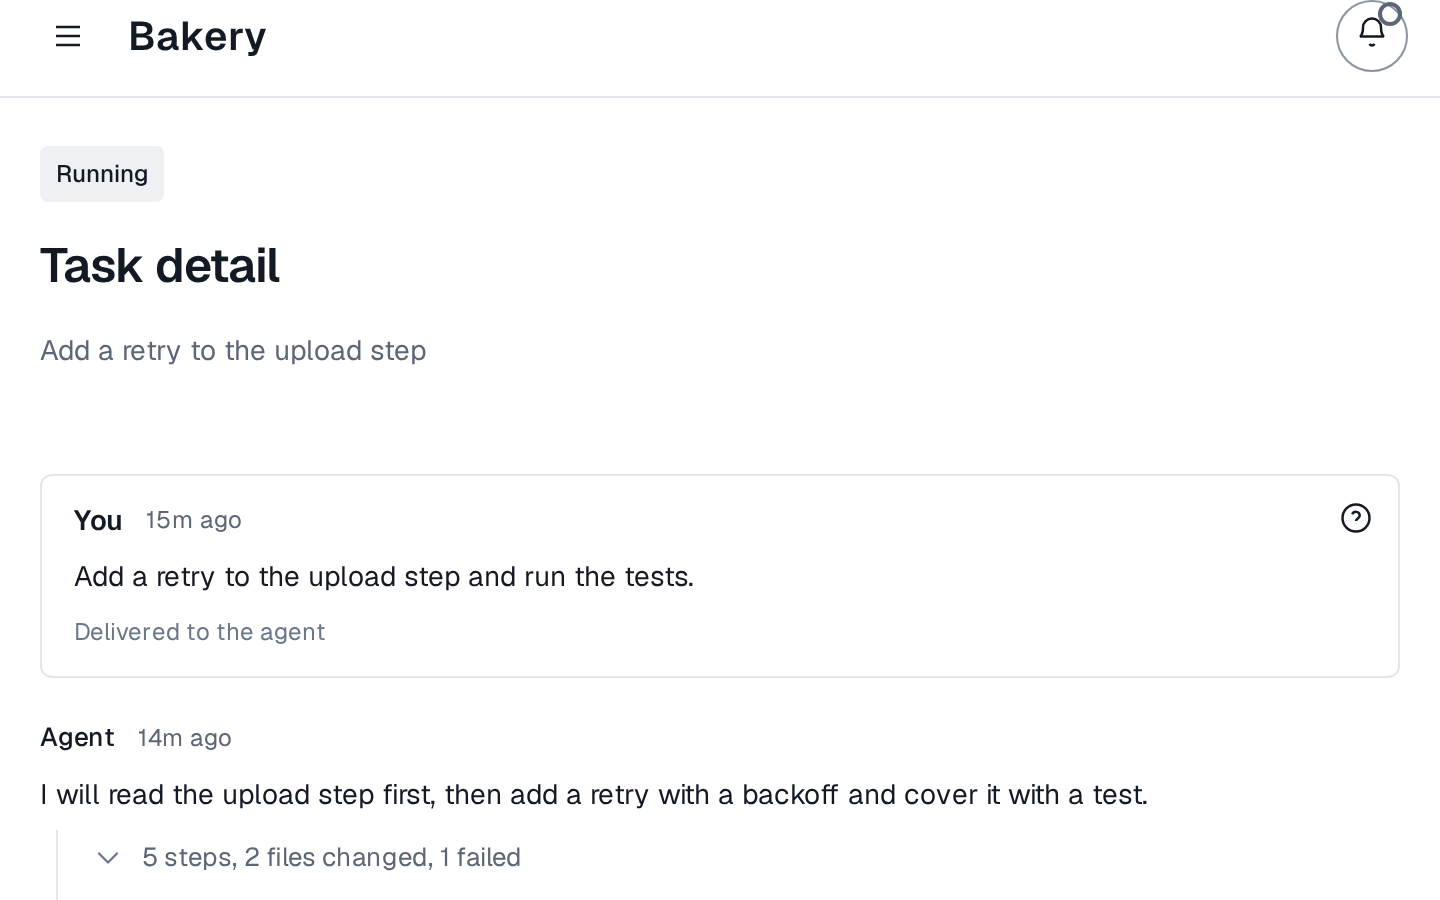 Bakery
Running
Task detail
Add a retry to the upload step
You 15m ago
Add a retry to the upload step and run the tests.
Delivered to the agent
Agent 14m ago
I will read the upload step first, then add a retry with a backoff and cover it with a test.
5 steps, 2 files changed, 1 failed